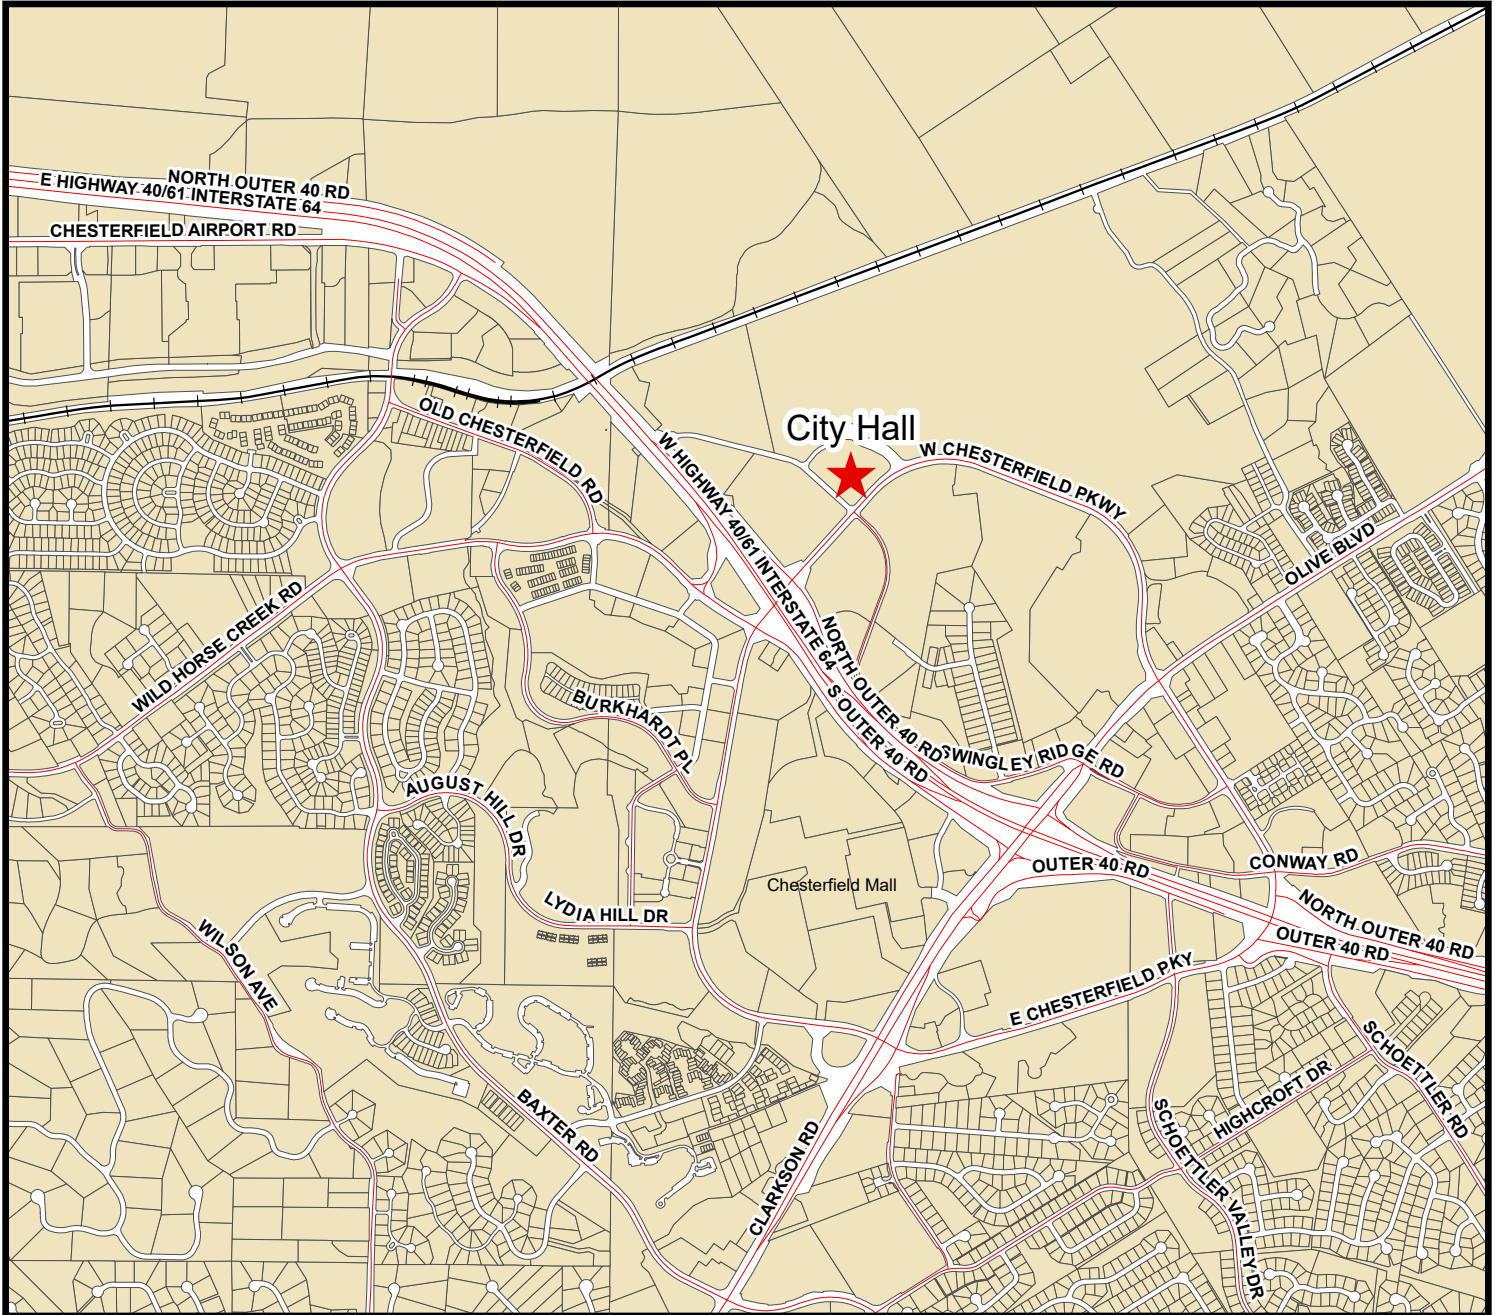 NORTH OUTER 40 RD
E HIGHWAY 40/61 INTERSTATE 64
CHESTERFIELD AIRPORT RD
OLD CHESTERFIELD RD
City Hall
W CHESTERFIELD PKWY
W HIGHWAY 40/61 INTERSTATE 64
OLIVE BLVD
WILD HORSE CREEK RD
NORTH OUTER 40 RD
S OUTER 40 RD
BURKHARDT PL
SWINGLEY RIDGE RD
AUGUST HILL DR
CONWAY RD
OUTER 40 RD
Chesterfield Mall
LYDIA HILL DR
NORTH OUTER 40 RD
OUTER 40 RD
WILSON AVE
E CHESTERFIELD PKY
SCHOETTLER RD
HIGHCROFT DR
BAXTER RD
CLARKSON RD
SCHOETTLER VALLEY DR